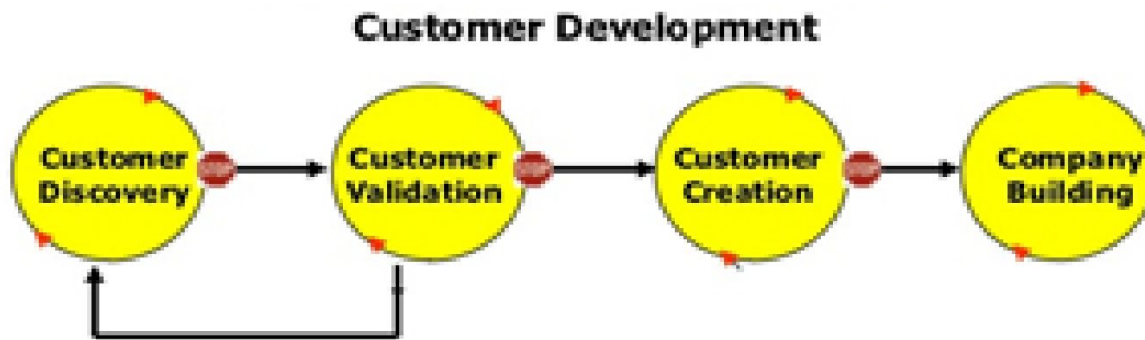 Customer Development
Customer
Discovery
Customer
Validation
Customer
Creation
Company
Building